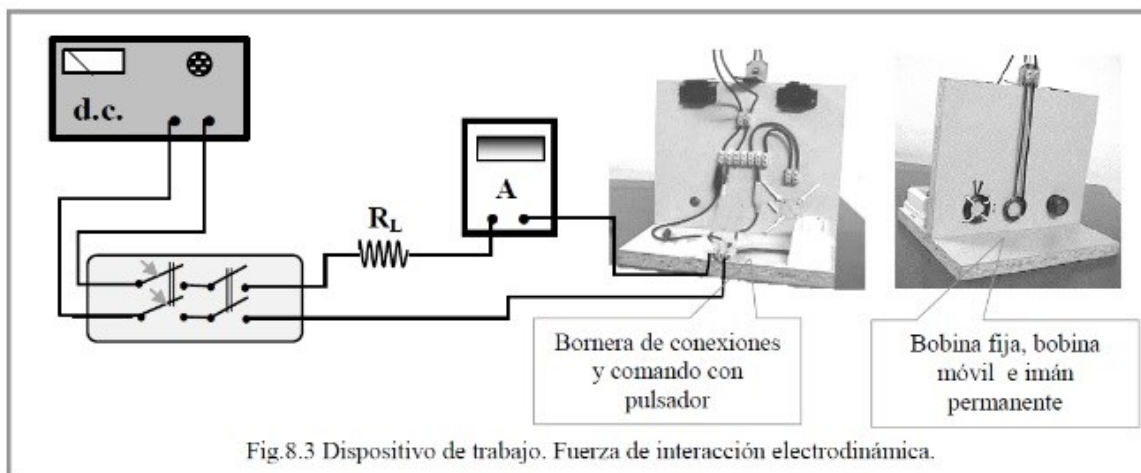 d.c.
A
R_L
Bornera de conexiones
y comando con
pulsador
Bobina fija, bobina
móvil e imán
permanente
Fig.8.3 Dispositivo de trabajo. Fuerza de interacción electrodinámica.